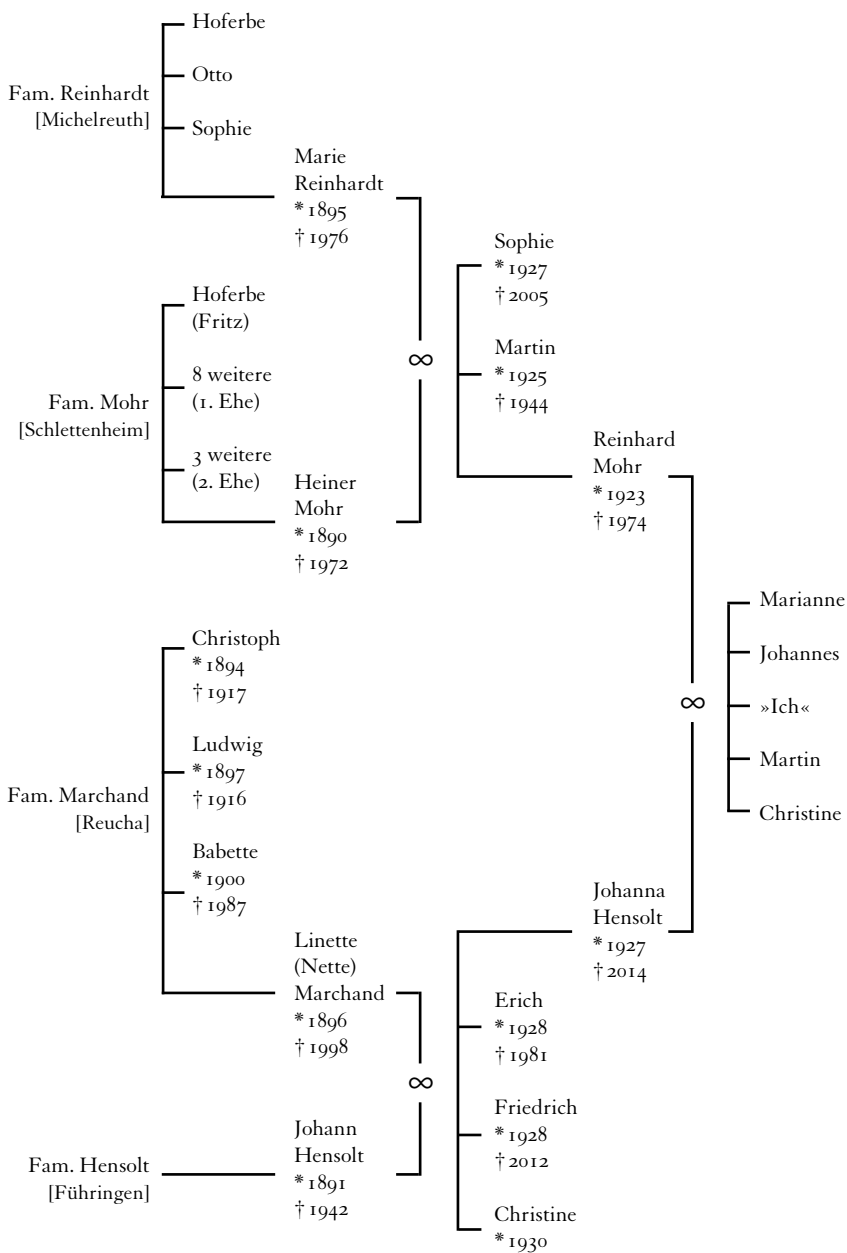 Hoferbe
Otto
Fam. Reinhardt
[Michelreuth]
Sophie
Marie
Reinhardt
* 1895
† 1976
Sophie
* 1927
† 2005
Hoferbe
(Fritz)
∞
Martin
* 1925
† 1944
8 weitere
(1. Ehe)
Fam. Mohr
[Schlettenheim]
3 weitere
(2. Ehe)
Heiner
Mohr
* 1890
† 1972
Reinhard
Mohr
* 1923
† 1974
Marianne
Johannes
∞
»Ich«
Martin
Christine
Christoph
* 1894
† 1917
Ludwig
* 1897
† 1916
Fam. Marchand
[Reucha]
Babette
* 1900
† 1987
Johanna
Hensolt
* 1927
† 2014
Linette
(Nette)
Marchand
* 1896
† 1998
Erich
* 1928
† 1981
∞
Friedrich
* 1928
† 2012
Johann
Hensolt
* 1891
† 1942
Fam. Hensolt
[Führingen]
Christine
* 1930